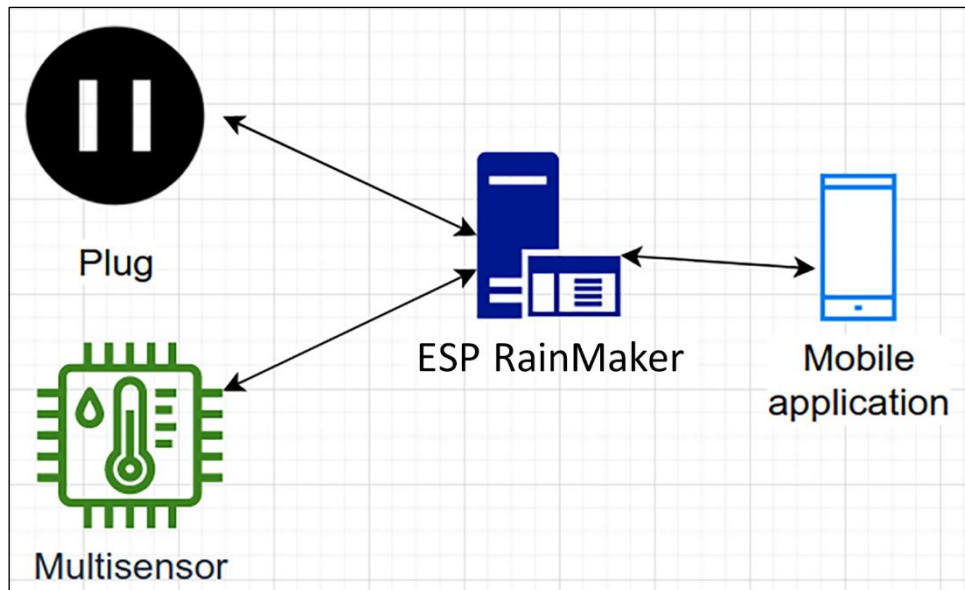 Plug
ESP RainMaker
Mobile
application
Multisensor